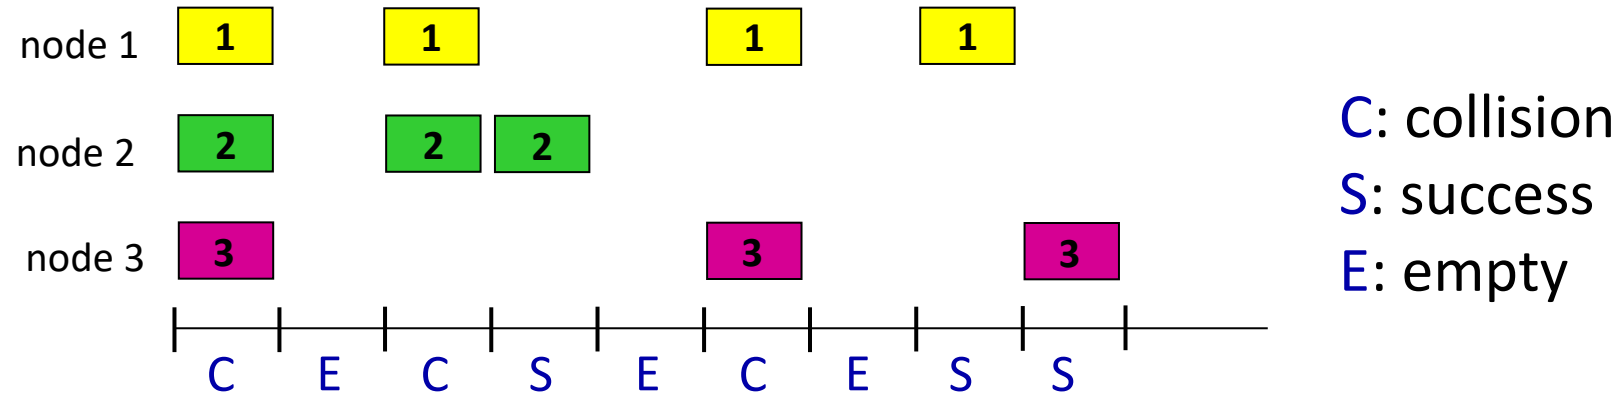 node 1 1 1 1 1
node 2 2 2 2
node 3 3 3 3
C E C S E C E S S
C: collision
S: success
E: empty